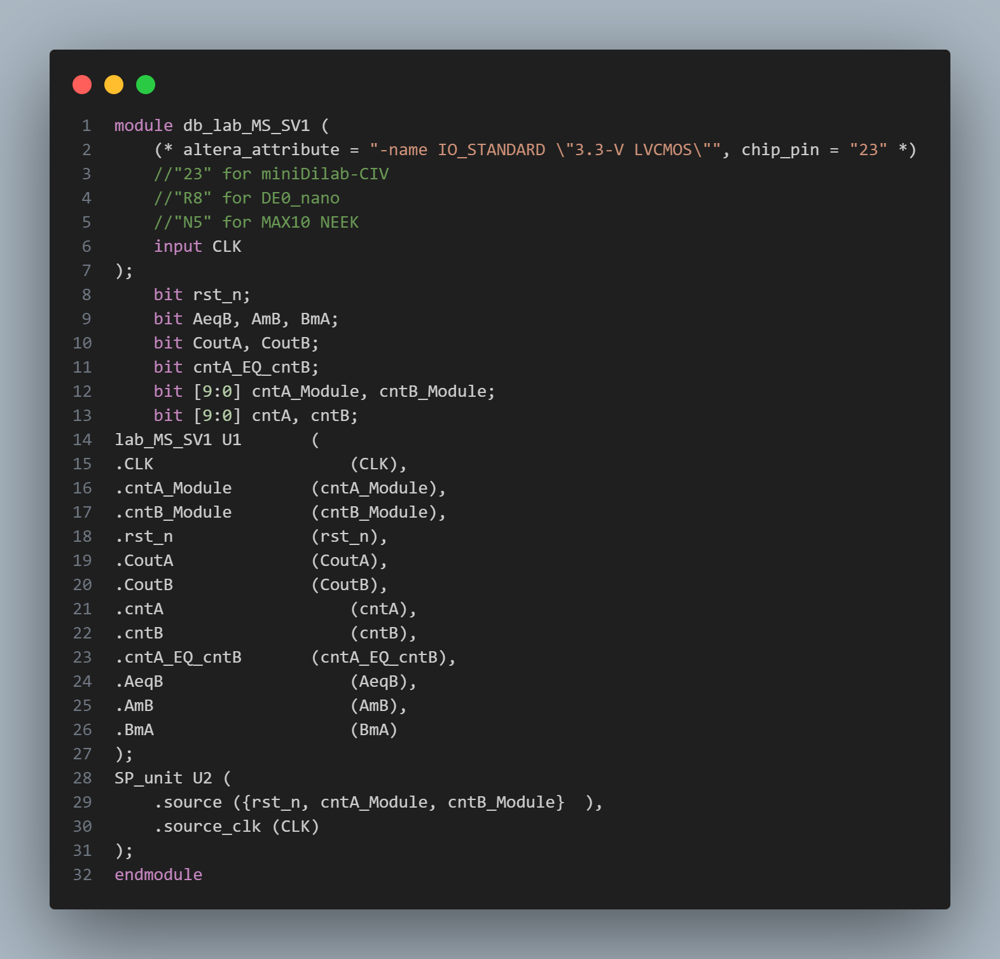 1 module db_lab_MS_SV1 (
2     (* altera_attribute = "-name IO_STANDARD \"3.3-V LVCMOS\"", chip_pin = "23" *)
3     //"23" for miniDilab-CIV
4     //"R8" for DE0_nano
5     //"N5" for MAX10 NEEK
6     input CLK
7 );
8     bit rst_n;
9     bit AeqB, AmB, BmA;
10     bit CoutA, CoutB;
11     bit cntA_EQ_cntB;
12     bit [9:0] cntA_Module, cntB_Module;
13     bit [9:0] cntA, cntB;
14 lab_MS_SV1 U1       (
15 .CLK                    (CLK),
16 .cntA_Module        (cntA_Module),
17 .cntB_Module        (cntB_Module),
18 .rst_n              (rst_n),
19 .CoutA              (CoutA),
20 .CoutB              (CoutB),
21 .cntA                   (cntA),
22 .cntB                   (cntB),
23 .cntA_EQ_cntB       (cntA_EQ_cntB),
24 .AeqB                   (AeqB),
25 .AmB                    (AmB),
26 .BmA                    (BmA)
27 );
28 SP_unit U2 (
29     .source ({rst_n, cntA_Module, cntB_Module}  ),
30     .source_clk (CLK)
31 );
32 endmodule